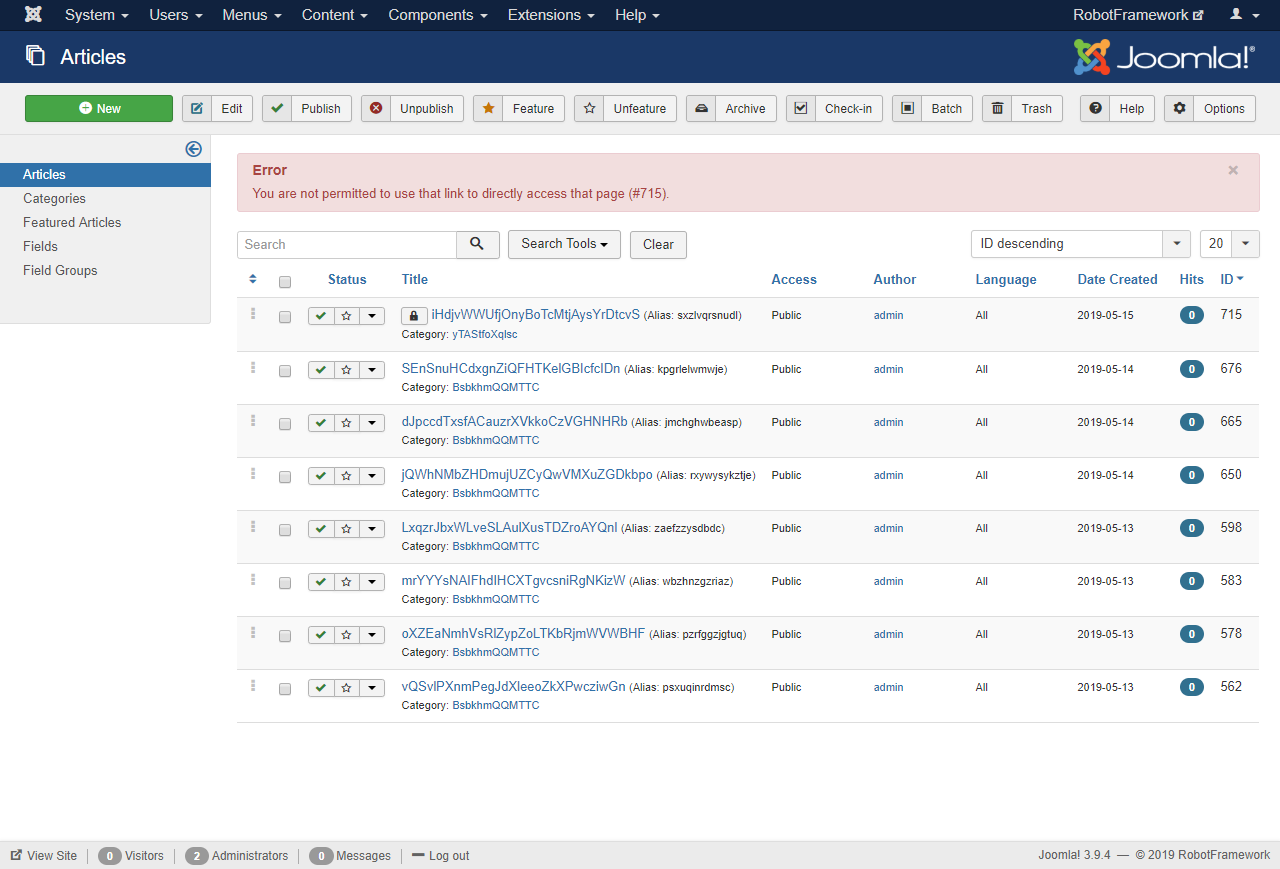 System Users Menus Content Components Extensions Help RobotFramework
Articles Joomla!®
New Edit Publish Unpublish Feature Unfeature Archive Check-in Batch Trash Help Options
Articles
Categories
Featured Articles
Fields
Field Groups
Error ×
You are not permitted to use that link to directly access that page (#715).
Search Search Tools Clear ID descending 20
Status Title Access Author Language Date Created Hits ID
iHdjvWWUfjOnyBoTcMtjAysYrDtcvS (Alias: sxzlvqrsnudl) Public admin All 2019-05-15 0 715
Category: yTAStfoXqlsc
SEnSnuHCdxgnZiQFHTKelGBIcfcIDn (Alias: kpgrlelwmwje) Public admin All 2019-05-14 0 676
Category: BsbkhmQQMTTC
dJpccdTxsfACauzrXVkkoCzVGHNHRb (Alias: jmchghwbeasp) Public admin All 2019-05-14 0 665
Category: BsbkhmQQMTTC
jQWhNMbZHDmujUZCyQwVMXuZGDkbpo (Alias: rxywysykztje) Public admin All 2019-05-14 0 650
Category: BsbkhmQQMTTC
LxqzrJbxWLveSLAulXusTDZroAYQnl (Alias: zaefzzysdbdc) Public admin All 2019-05-13 0 598
Category: BsbkhmQQMTTC
mrYYYsNAIFhdIHCXTgvcsniRgNKizW (Alias: wbzhnzgzriaz) Public admin All 2019-05-13 0 583
Category: BsbkhmQQMTTC
oXZEaNmhVsRlZypZoLTKbRjmWVWBHF (Alias: pzrfggzjgtuq) Public admin All 2019-05-13 0 578
Category: BsbkhmQQMTTC
vQSvlPXnmPegJdXleeoZkXPwcziwGn (Alias: psxuqinrdmsc) Public admin All 2019-05-13 0 562
Category: BsbkhmQQMTTC
View Site 0 Visitors 2 Administrators 0 Messages Log out Joomla! 3.9.4 — © 2019 RobotFramework